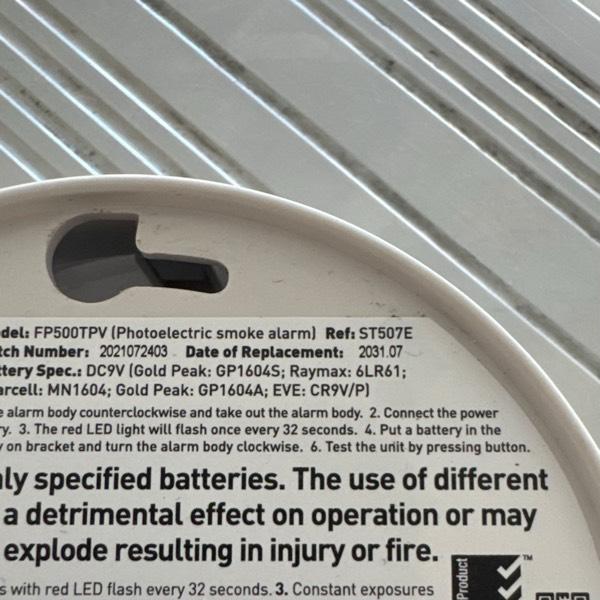 del: FP500TPV (Photoelectric smoke alarm) Ref: ST507E
tch Number: 2021072403 Date of Replacement: 2031.07
ttery Spec.: DC9V (Gold Peak: GP1604S; Raymax: 6LR61;
arcell: MN1604; Gold Peak: GP1604A; EVE: CR9V/P)
e alarm body counterclockwise and take out the alarm body. 2. Connect the power
ry. 3. The red LED light will flash once every 32 seconds. 4. Put a battery in the
y on bracket and turn the alarm body clockwise. 6. Test the unit by pressing button.
nly specified batteries. The use of different
a detrimental effect on operation or may
explode resulting in injury or fire.
s with red LED flash every 32 seconds. 3. Constant exposures
Product
TM